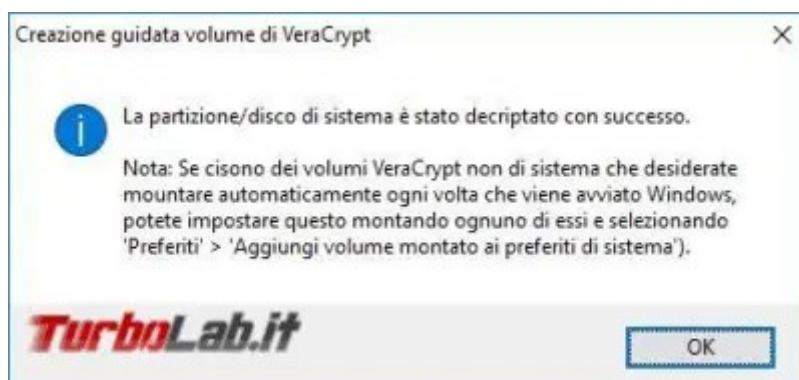 Creazione guidata volume di VeraCrypt
La partizione/disco di sistema è stato decriptato con successo.
Nota: Se cisono dei volumi VeraCrypt non di sistema che desiderate
mountare automaticamente ogni volta che viene avviato Windows,
potete impostare questo montando ognuno di essi e selezionando
'Preferiti' > 'Aggiungi volume montato ai preferiti di sistema').
TurboLab.it
OK